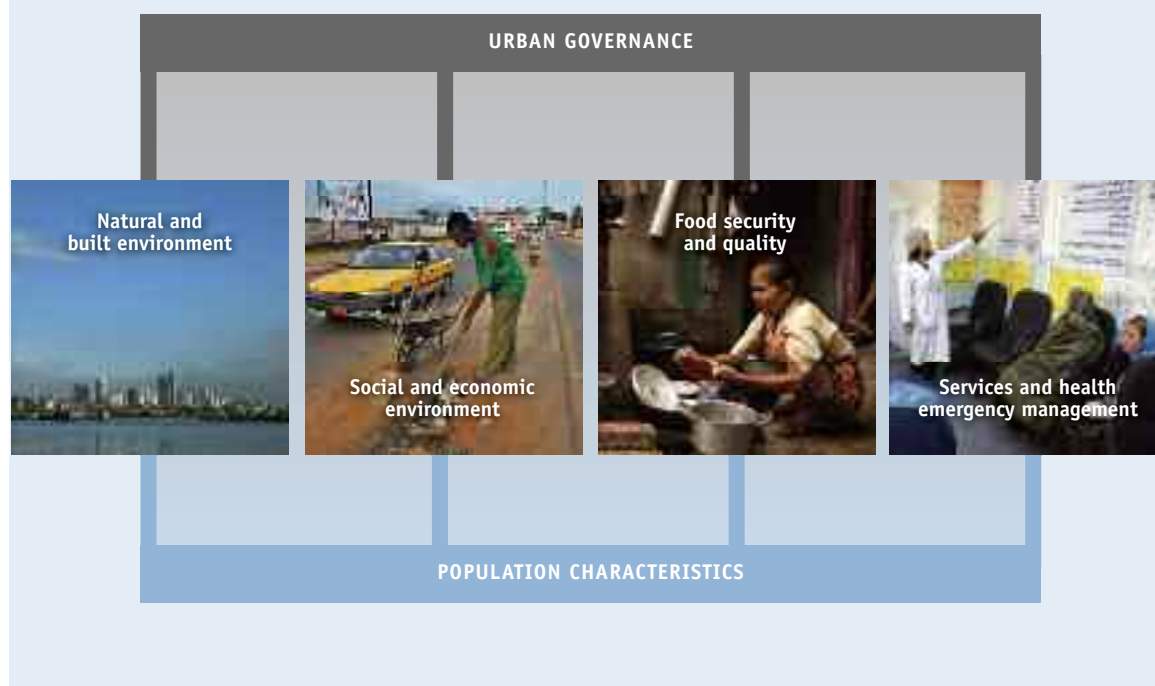 URBAN GOVERNANCE
Natural and
built environment
Social and economic
environment
Food security
and quality
Services and health
emergency management
POPULATION CHARACTERISTICS